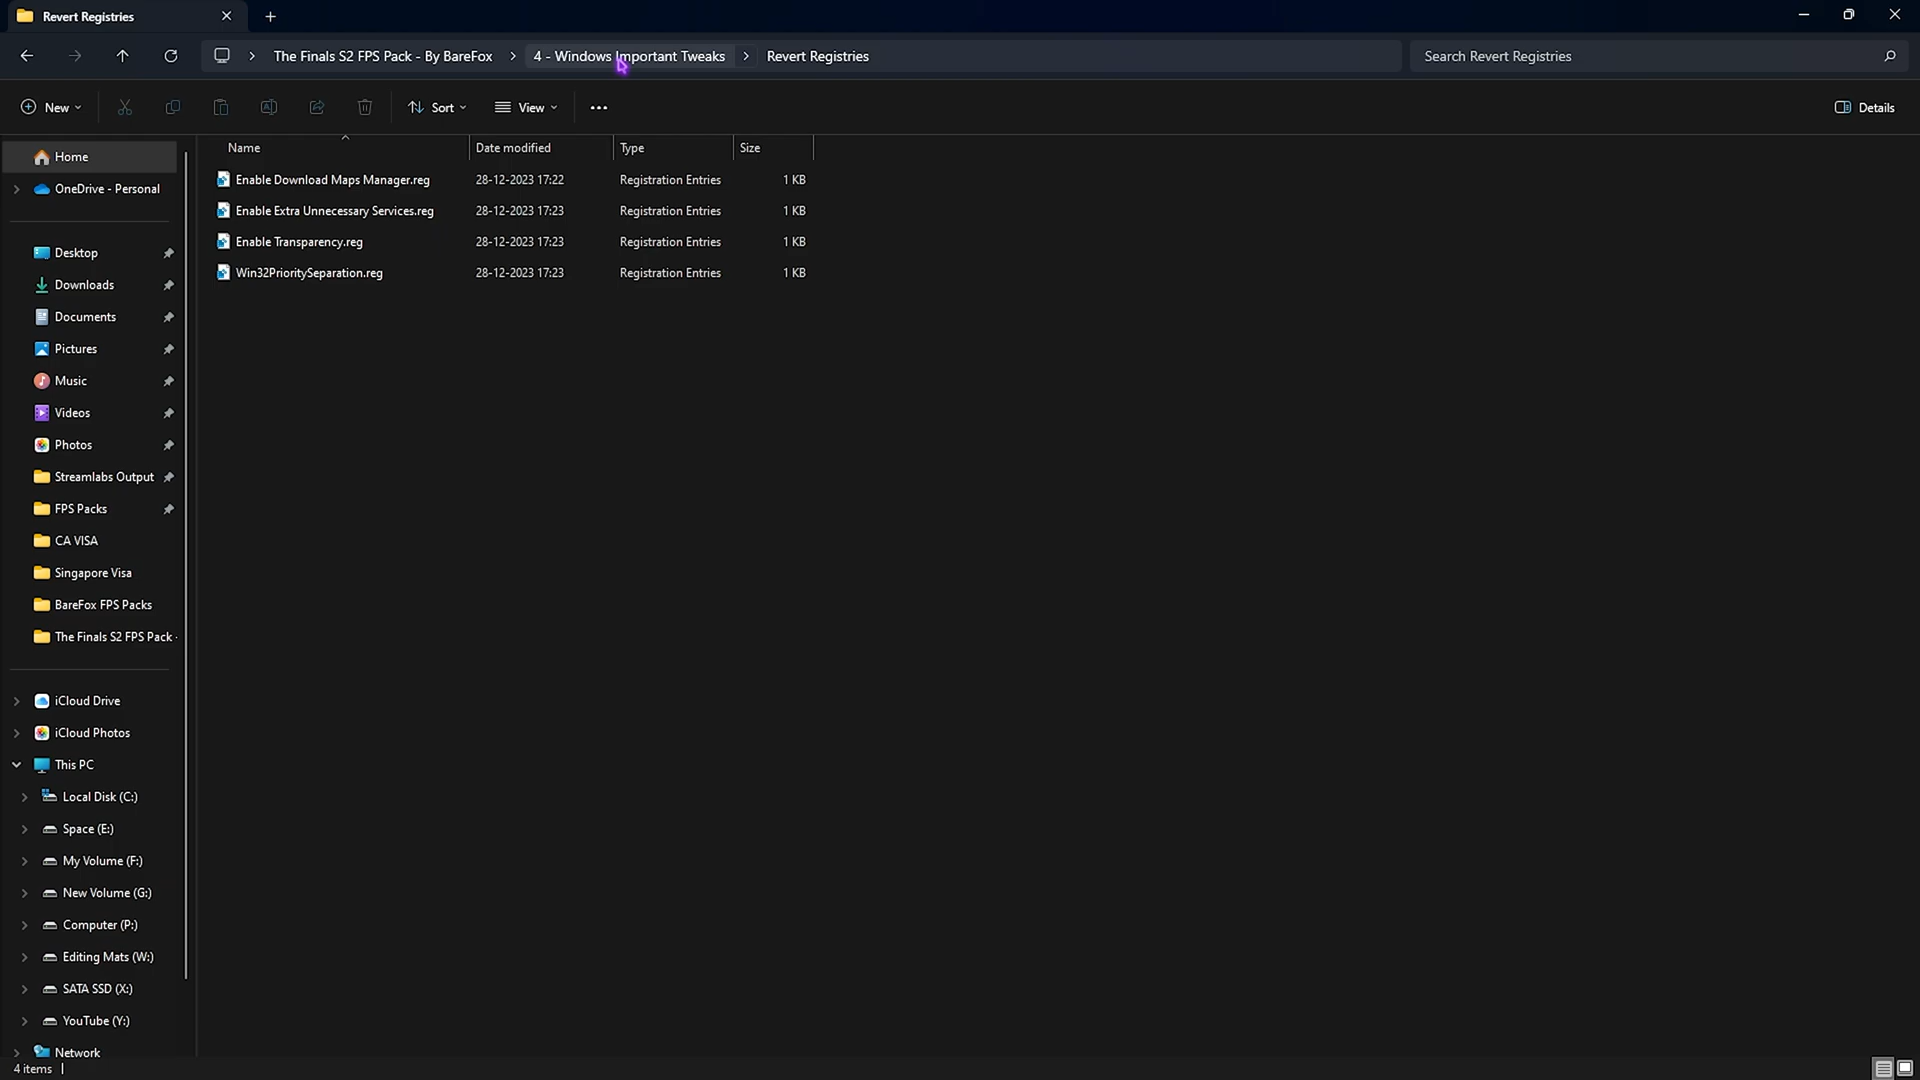 Revert Registries
The Finals S2 FPS Pack - By BareFox > 4 - Windows Important Tweaks > Revert Registries
Search Revert Registries
New
Sort
View
Details
Name Date modified Type Size
Enable Download Maps Manager.reg 28-12-2023 17:22 Registration Entries 1 KB
Enable Extra Unnecessary Services.reg 28-12-2023 17:23 Registration Entries 1 KB
Enable Transparency.reg 28-12-2023 17:23 Registration Entries 1 KB
Win32PrioritySeparation.reg 28-12-2023 17:23 Registration Entries 1 KB
Home
OneDrive - Personal
Desktop
Downloads
Documents
Pictures
Music
Videos
Photos
Streamlabs Output
FPS Packs
CA VISA
Singapore Visa
BareFox FPS Packs
The Finals S2 FPS Pack -
iCloud Drive
iCloud Photos
This PC
Local Disk (C:)
Space (E:)
My Volume (F:)
New Volume (G:)
Computer (P:)
Editing Mats (W:)
SATA SSD (X:)
YouTube (Y:)
Network
4 items